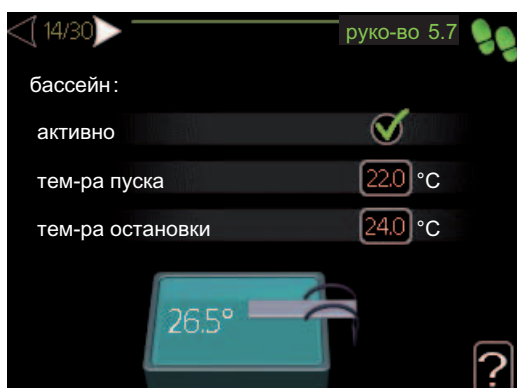 14/30 руко-во 5.7
бассейн:
активно
тем-ра пуска 22.0 °C
тем-ра остановки 24.0 °C
26.5°
?